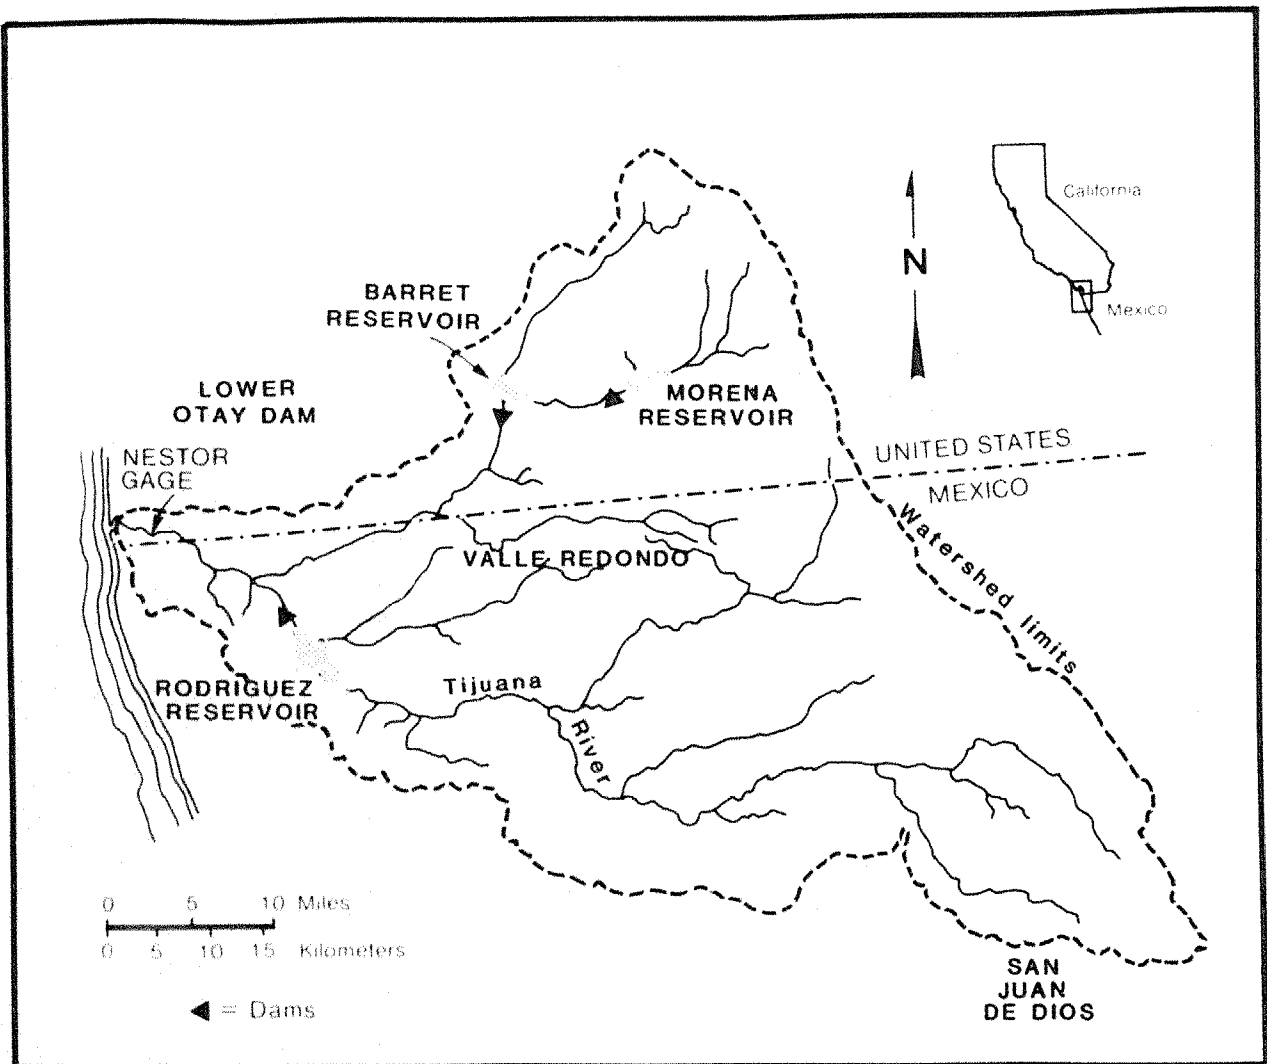 California
N
Mexico
BARRET
RESERVOIR
LOWER
OTAY DAM
MORENA
RESERVOIR
UNITED STATES
MEXICO
NESTOR
GAGE
Watershed limits
VALLE REDONDO
RODRIGUEZ
RESERVOIR
Tijuana
River
0 5 10 Miles
0 5 10 15 Kilometers
= Dams
SAN
JUAN
DE DIOS